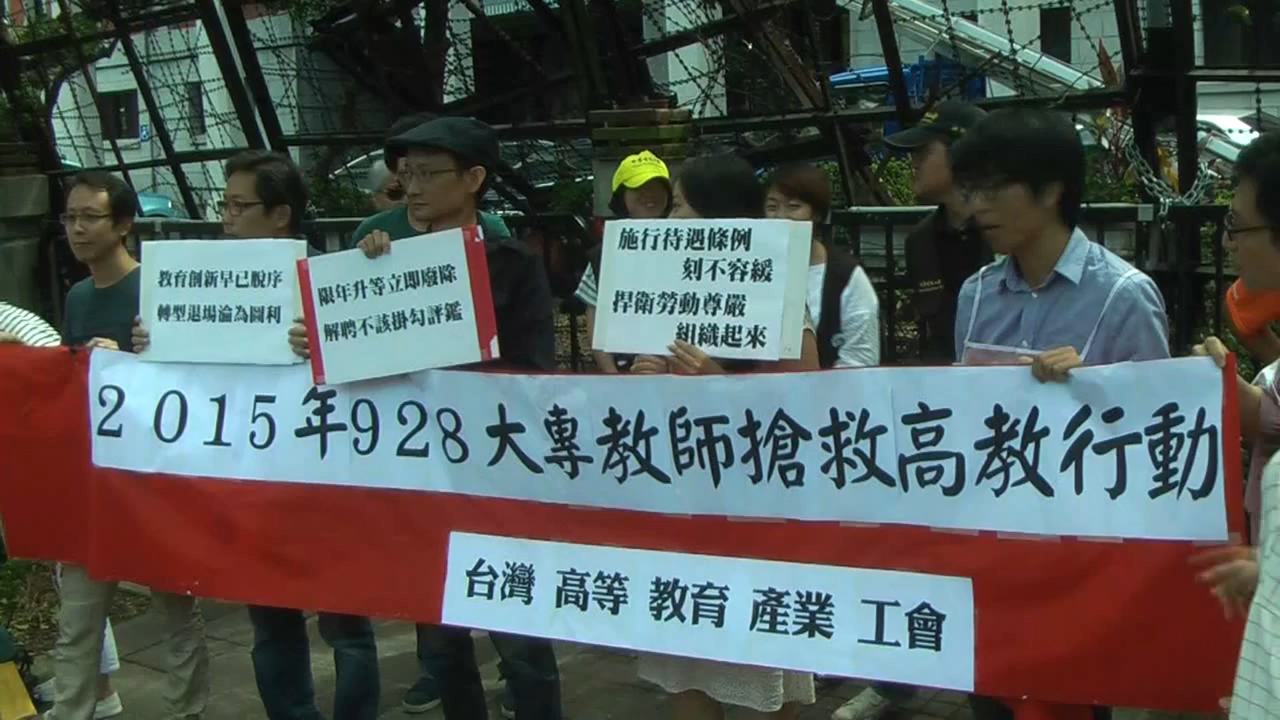 教育創新早已脫序
轉型退場淪為圖利
限年升等立即廢除
解聘不該掛勾評鑑
施行待遇條例
刻不容緩
捍衛勞動尊嚴
組織起來
2015年928大專教師搶救高教行動
台灣 高等 教育 產業 工會